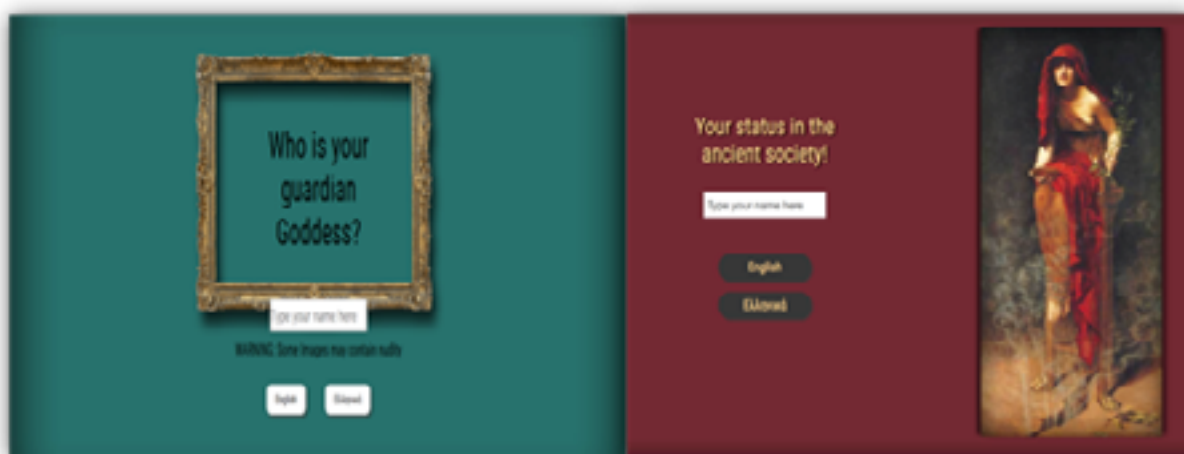 Who is your
guardian
Goddess?
Type your name here
WARNING: Some Images may contain nudity
English
Ελληνικά
Your status in the
ancient society!
Type your name here
English
Ελληνικά